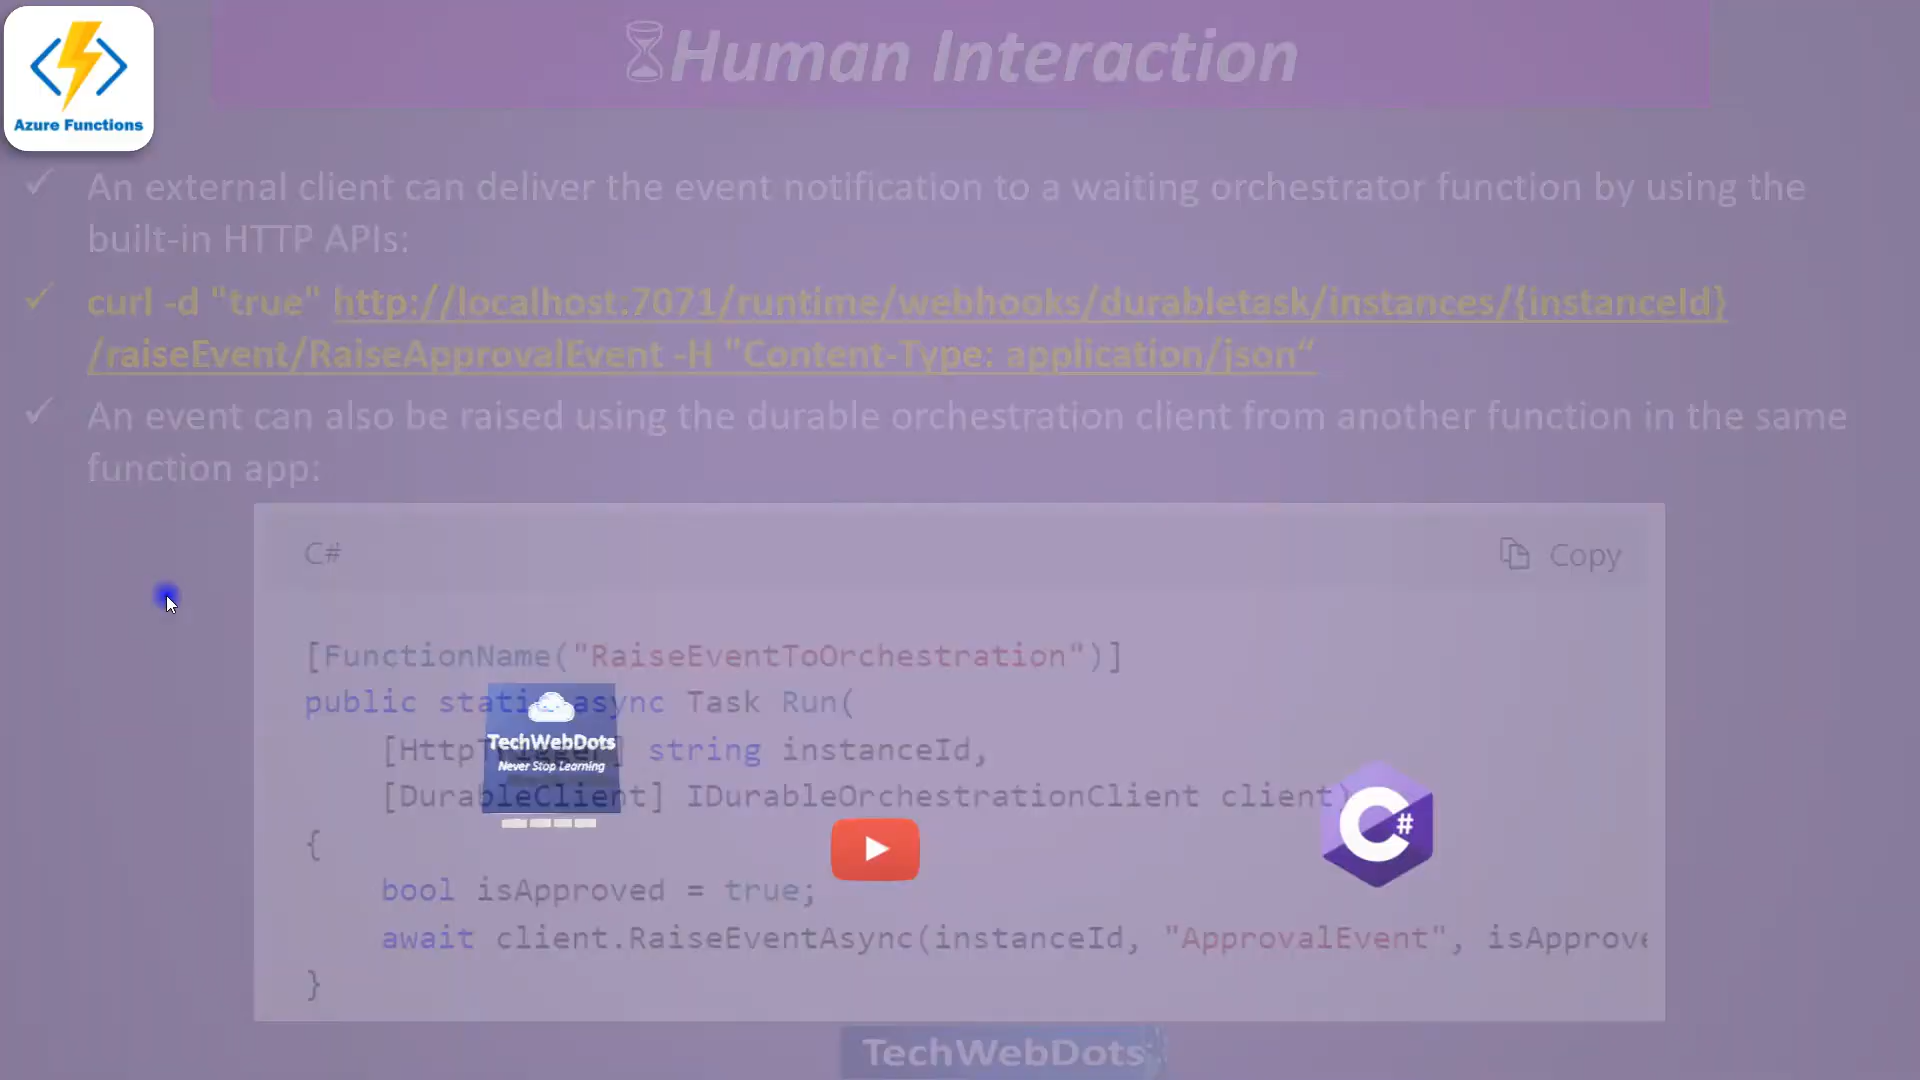 Human Interaction
Azure Functions
An external client can deliver the event notification to a waiting orchestrator function by using the
built-in HTTP APIs:
curl -d "true" http://localhost:7071/runtime/webhooks/durabletask/instances/{instanceId}
/raiseEvent/RaiseApprovalEvent -H "Content-Type: application/json“
An event can also be raised using the durable orchestration client from another function in the same
function app:
C#
Copy
[FunctionName("RaiseEventToOrchestration")]
public static async Task Run(
[HttpTrigger] string instanceId,
[DurableClient] IDurableOrchestrationClient client)
{
bool isApproved = true;
await client.RaiseEventAsync(instanceId, "ApprovalEvent", isApprove
}
TechWebDots
Never Stop Learning
C#
TechWebDots